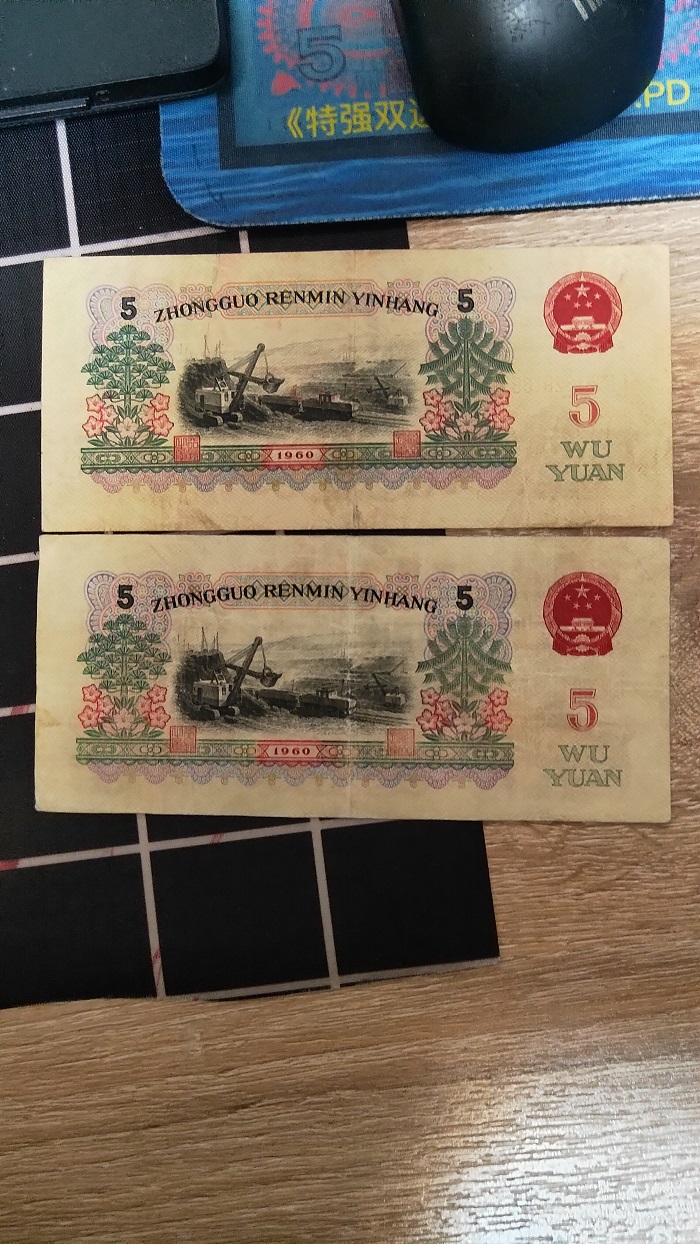 5
《特强双
.PD
5 ZHONGGUO RENMIN YINHANG 5
5
WU
YUAN
1960
5 ZHONGGUO RENMIN YINHANG 5
5
WU
YUAN
1960